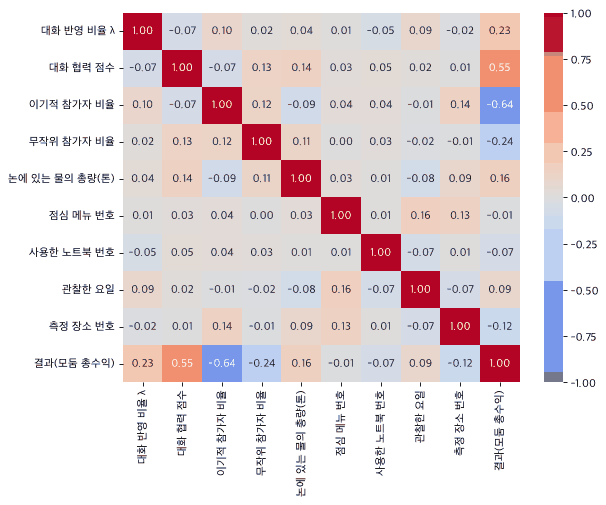 대화 반영 비율 λ 1.00 -0.07 0.10 0.02 0.04 0.01 -0.05 0.09 -0.02 0.23
대화 협력 점수 -0.07 1.00 -0.07 0.13 0.14 0.03 0.05 0.02 0.01 0.55
이기적 참가자 비율 0.10 -0.07 1.00 0.12 -0.09 0.04 0.04 -0.01 0.14 -0.64
무작위 참가자 비율 0.02 0.13 0.12 1.00 0.11 0.00 0.03 -0.02 -0.01 -0.24
논에 있는 물의 총량(톤) 0.04 0.14 -0.09 0.11 1.00 0.03 0.01 -0.08 0.09 0.16
점심 메뉴 번호 0.01 0.03 0.04 0.00 0.03 1.00 0.01 0.16 0.13 -0.01
사용한 노트북 번호 -0.05 0.05 0.04 0.03 0.01 0.01 1.00 -0.07 0.01 -0.07
관찰한 요일 0.09 0.02 -0.01 -0.02 -0.08 0.16 -0.07 1.00 -0.07 0.09
측정 장소 번호 -0.02 0.01 0.14 -0.01 0.09 0.13 0.01 -0.07 1.00 -0.12
결과(모둠 총수익) 0.23 0.55 -0.64 -0.24 0.16 -0.01 -0.07 0.09 -0.12 1.00
대화 반영 비율 λ
대화 협력 점수
이기적 참가자 비율
무작위 참가자 비율
논에 있는 물의 총량(톤)
점심 메뉴 번호
사용한 노트북 번호
관찰한 요일
측정 장소 번호
결과(모둠 총수익)
1.00
0.75
0.50
0.25
0.00
-0.25
-0.50
-0.75
-1.00